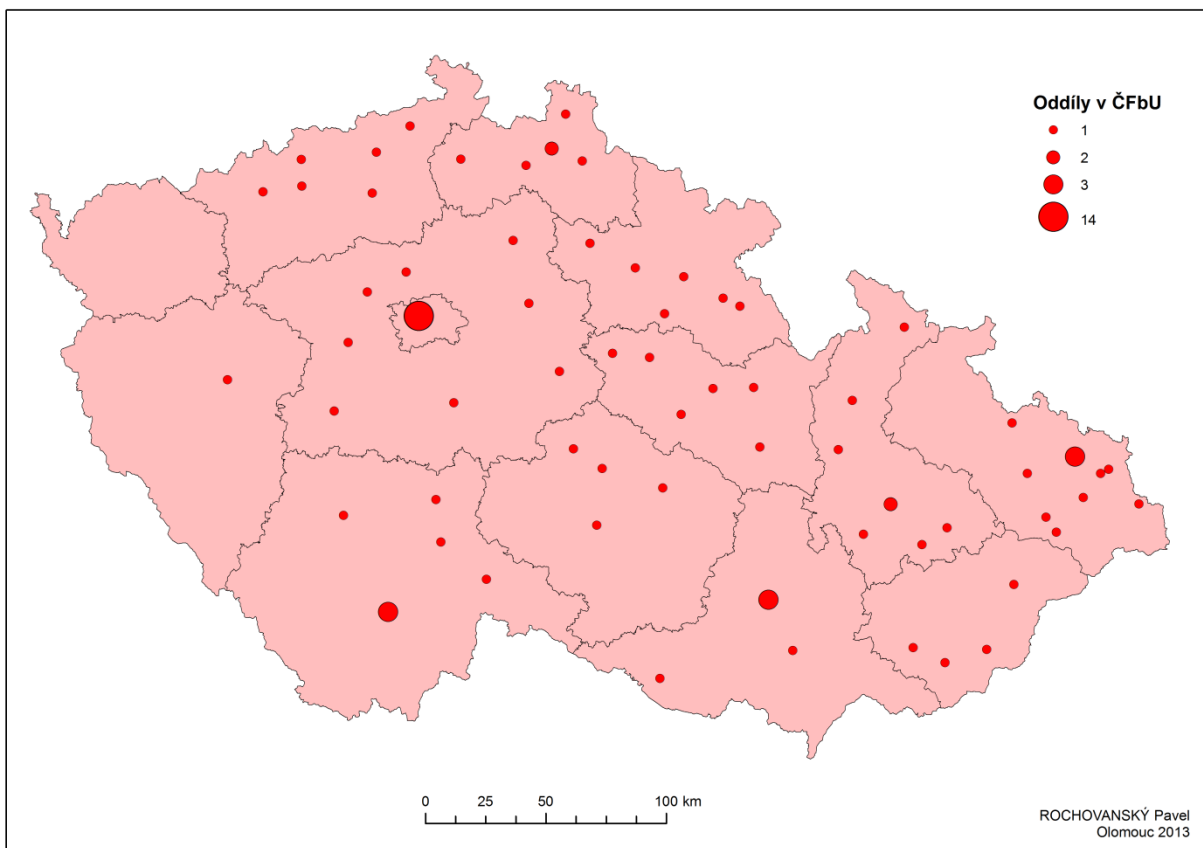 Oddíly v ČFbU
1
2
3
14
0 25 50 100 km
ROCHOVANSKÝ Pavel
Olomouc 2013